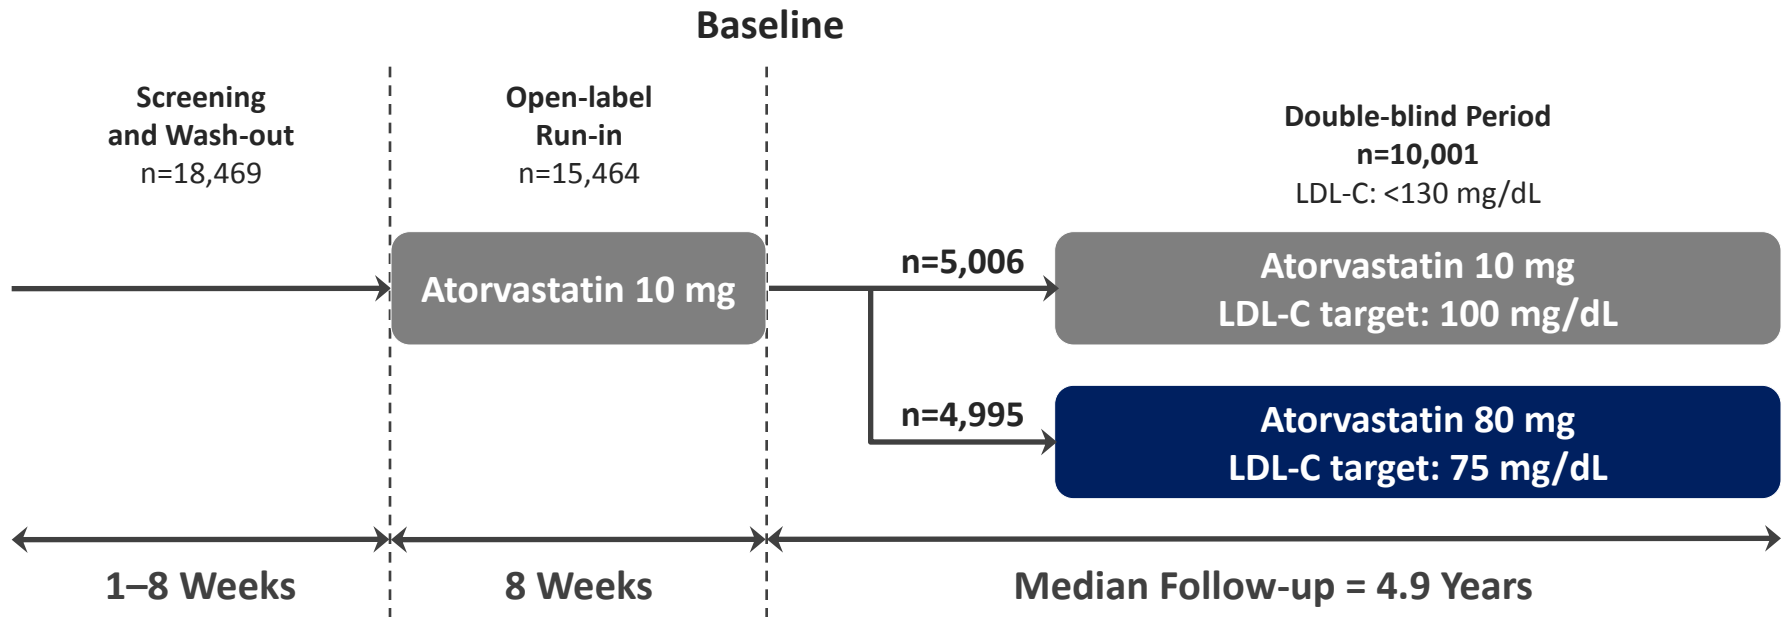 Baseline
Screening
and Wash-out
n=18,469
Open-label
Run-in
n=15,464
Double-blind Period
n=10,001
LDL-C: <130 mg/dL
Atorvastatin 10 mg
n=5,006
Atorvastatin 10 mg
LDL-C target: 100 mg/dL
n=4,995
Atorvastatin 80 mg
LDL-C target: 75 mg/dL
1–8 Weeks
8 Weeks
Median Follow-up = 4.9 Years